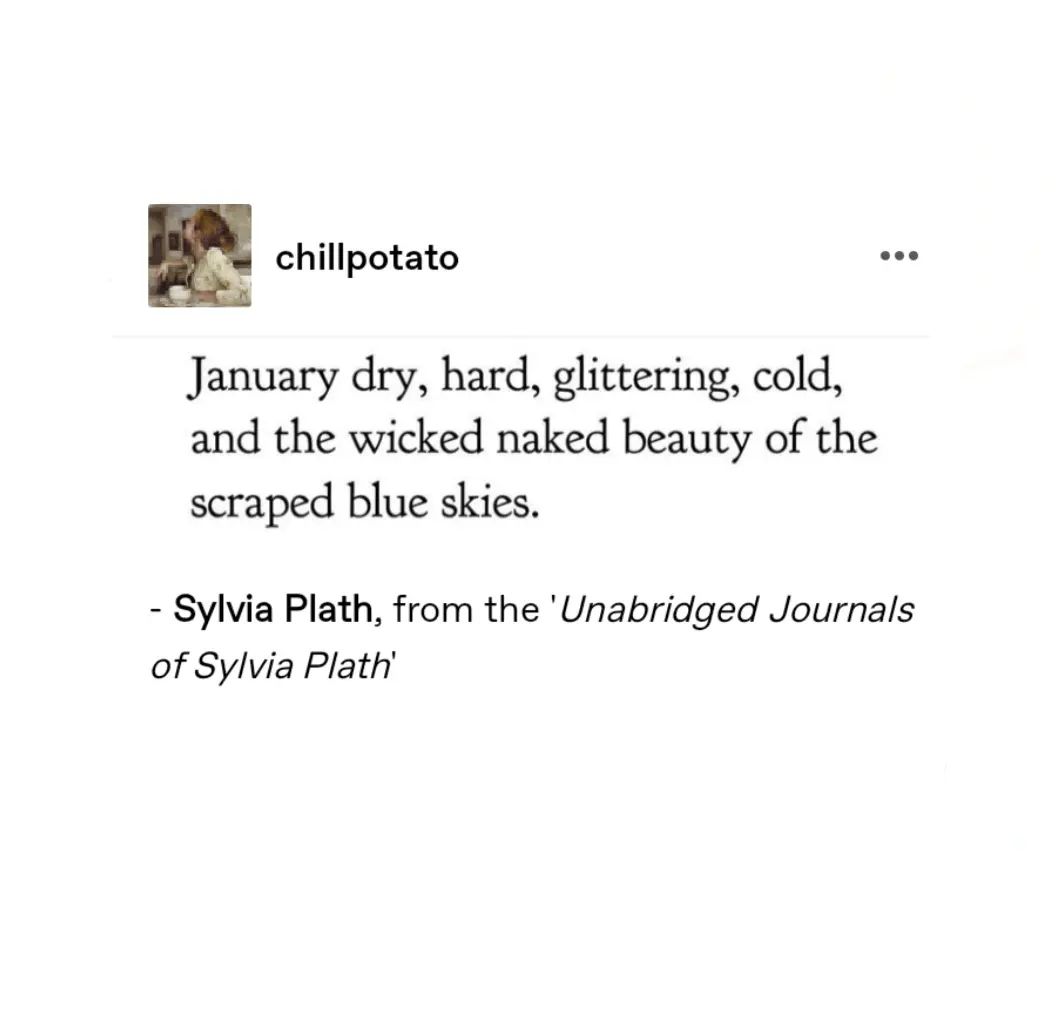 chillpotato
January dry, hard, glittering, cold,
and the wicked naked beauty of the
scraped blue skies.
- Sylvia Plath, from the 'Unabridged Journals
of Sylvia Plath'